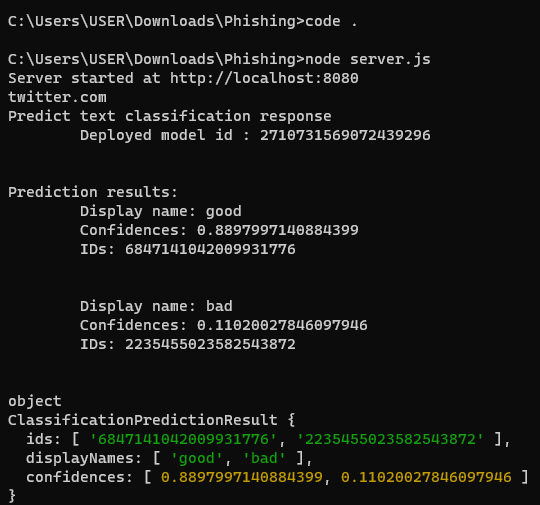 C:\Users\USER\Downloads\Phishing>code .
C:\Users\USER\Downloads\Phishing>node server.js
Server started at http://localhost:8080
twitter.com
Predict text classification response
Deployed model id : 2710731569072439296
Prediction results:
Display name: good
Confidences: 0.8897997140884399
IDs: 6847141042009931776
Display name: bad
Confidences: 0.11020027846097946
IDs: 2235455023582543872
object
ClassificationPredictionResult {
ids: [ '6847141042009931776', '2235455023582543872' ],
displayNames: [ 'good', 'bad' ],
confidences: [ 0.8897997140884399, 0.11020027846097946 ]
}